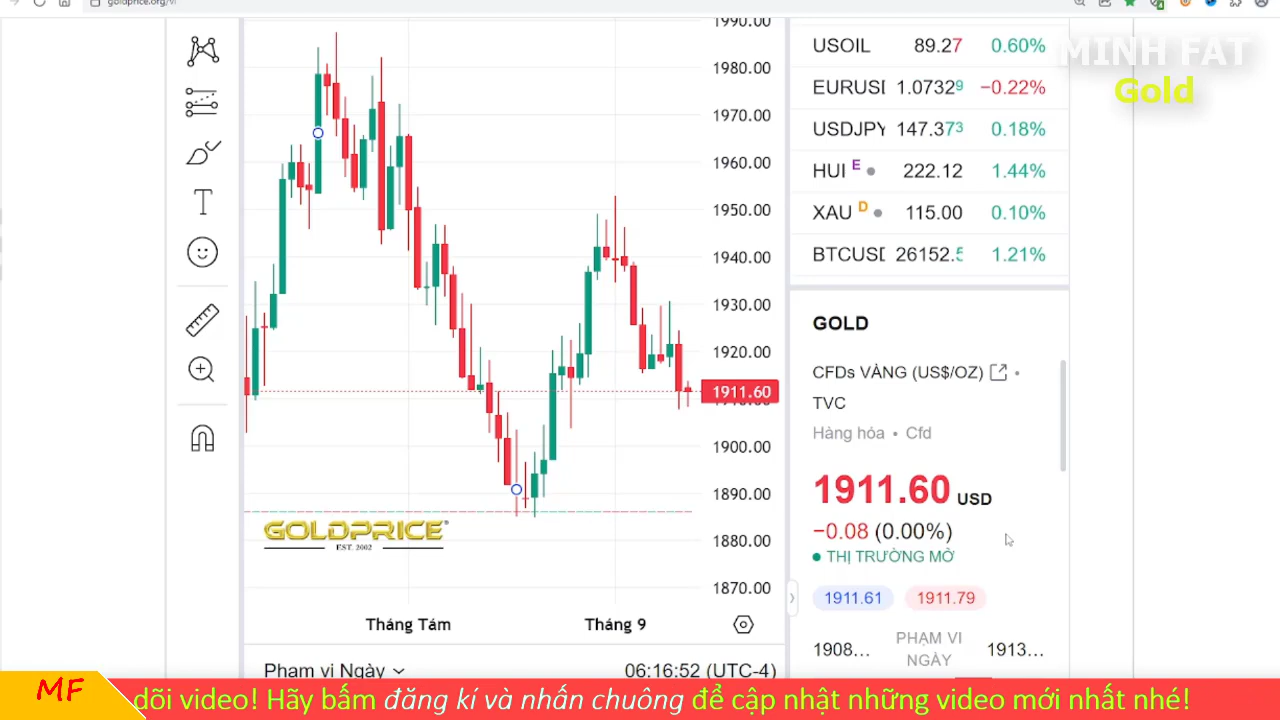 goldprice.org/vi
1990.00
1980.00
1970.00
1960.00
1950.00
1940.00
1930.00
1920.00
1911.60
1900.00
1890.00
1880.00
1870.00
GOLDPRICE
EST. 2002
Tháng Tám
Tháng 9
Phạm vi Ngày
06:16:52 (UTC-4)
USOIL 89.27 0.60%
EURUSD 1.07329 −0.22%
USDJPY 147.373 0.18%
HUI E 222.12 1.44%
XAU D 115.00 0.10%
BTCUSD 26152.5 1.21%
MINH FAT
Gold
GOLD
CFDs VÀNG (US$/OZ)
TVC
Hàng hóa • Cfd
1911.60 USD
−0.08 (0.00%)
THỊ TRƯỜNG MỞ
1911.61 1911.79
1908... PHẠM VI NGÀY 1913...
MF
dõi video! Hãy bấm đăng kí và nhấn chuông để cập nhật những video mới nhất nhé!